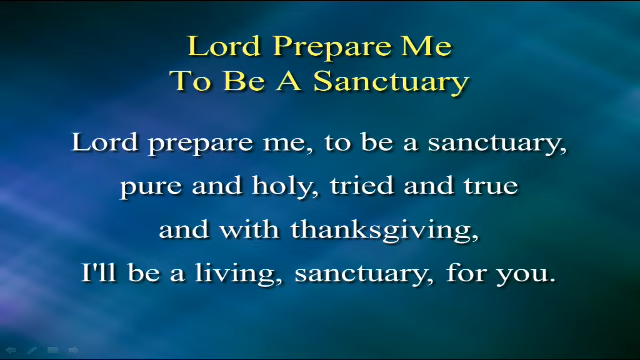 Lord Prepare Me
To Be A Sanctuary
Lord prepare me, to be a sanctuary,
pure and holy, tried and true
and with thanksgiving,
I'll be a living, sanctuary, for you.